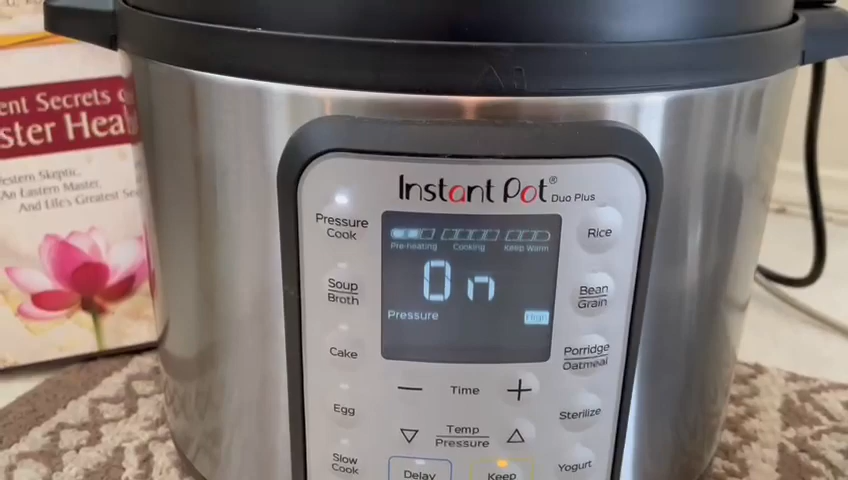 ent Secrets
ster Heal
estern Skeptic,
An Eastern Master,
And Life's Greatest
Instant Pot® Duo Plus
Pre-heating Cooking Keep Warm
On
Pressure High
Pressure
Cook
Soup
Broth
Cake
Egg
Slow
Cook
Rice
Bean
Grain
Porridge
Oatmeal
Sterilize
Yogurt
− Time +
Temp
Pressure
Delay
Keep